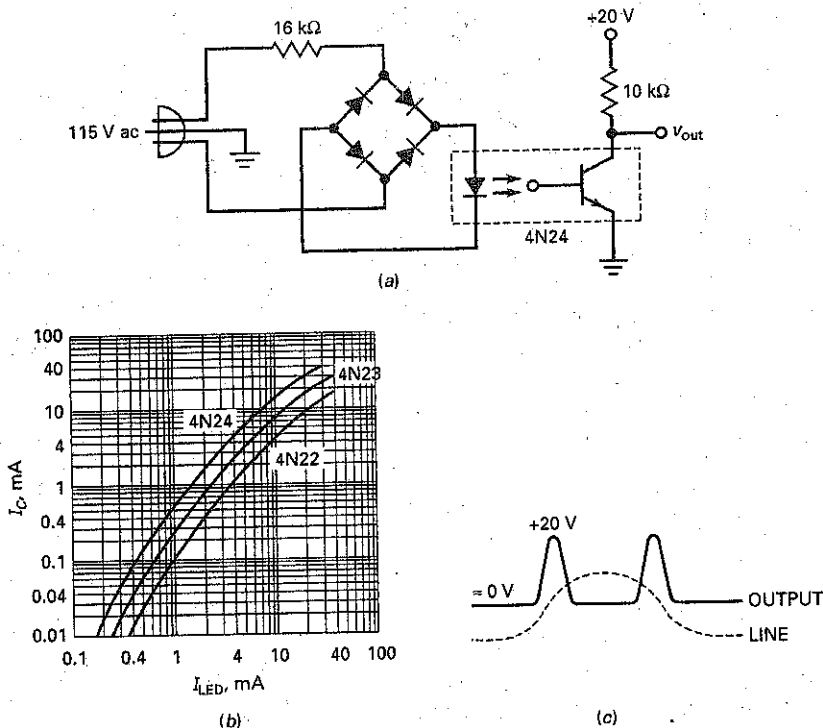 +20 V
16 kΩ
10 kΩ
115 V ac
v_out
4N24
(a)
100
40
10
4
1
0.4
0.1
0.04
0.01
I_C, mA
4N23
4N24
4N22
0.1
0.4
1
4
10
40
100
I_LED, mA
(b)
+20 V
≈ 0 V
OUTPUT
LINE
(c)